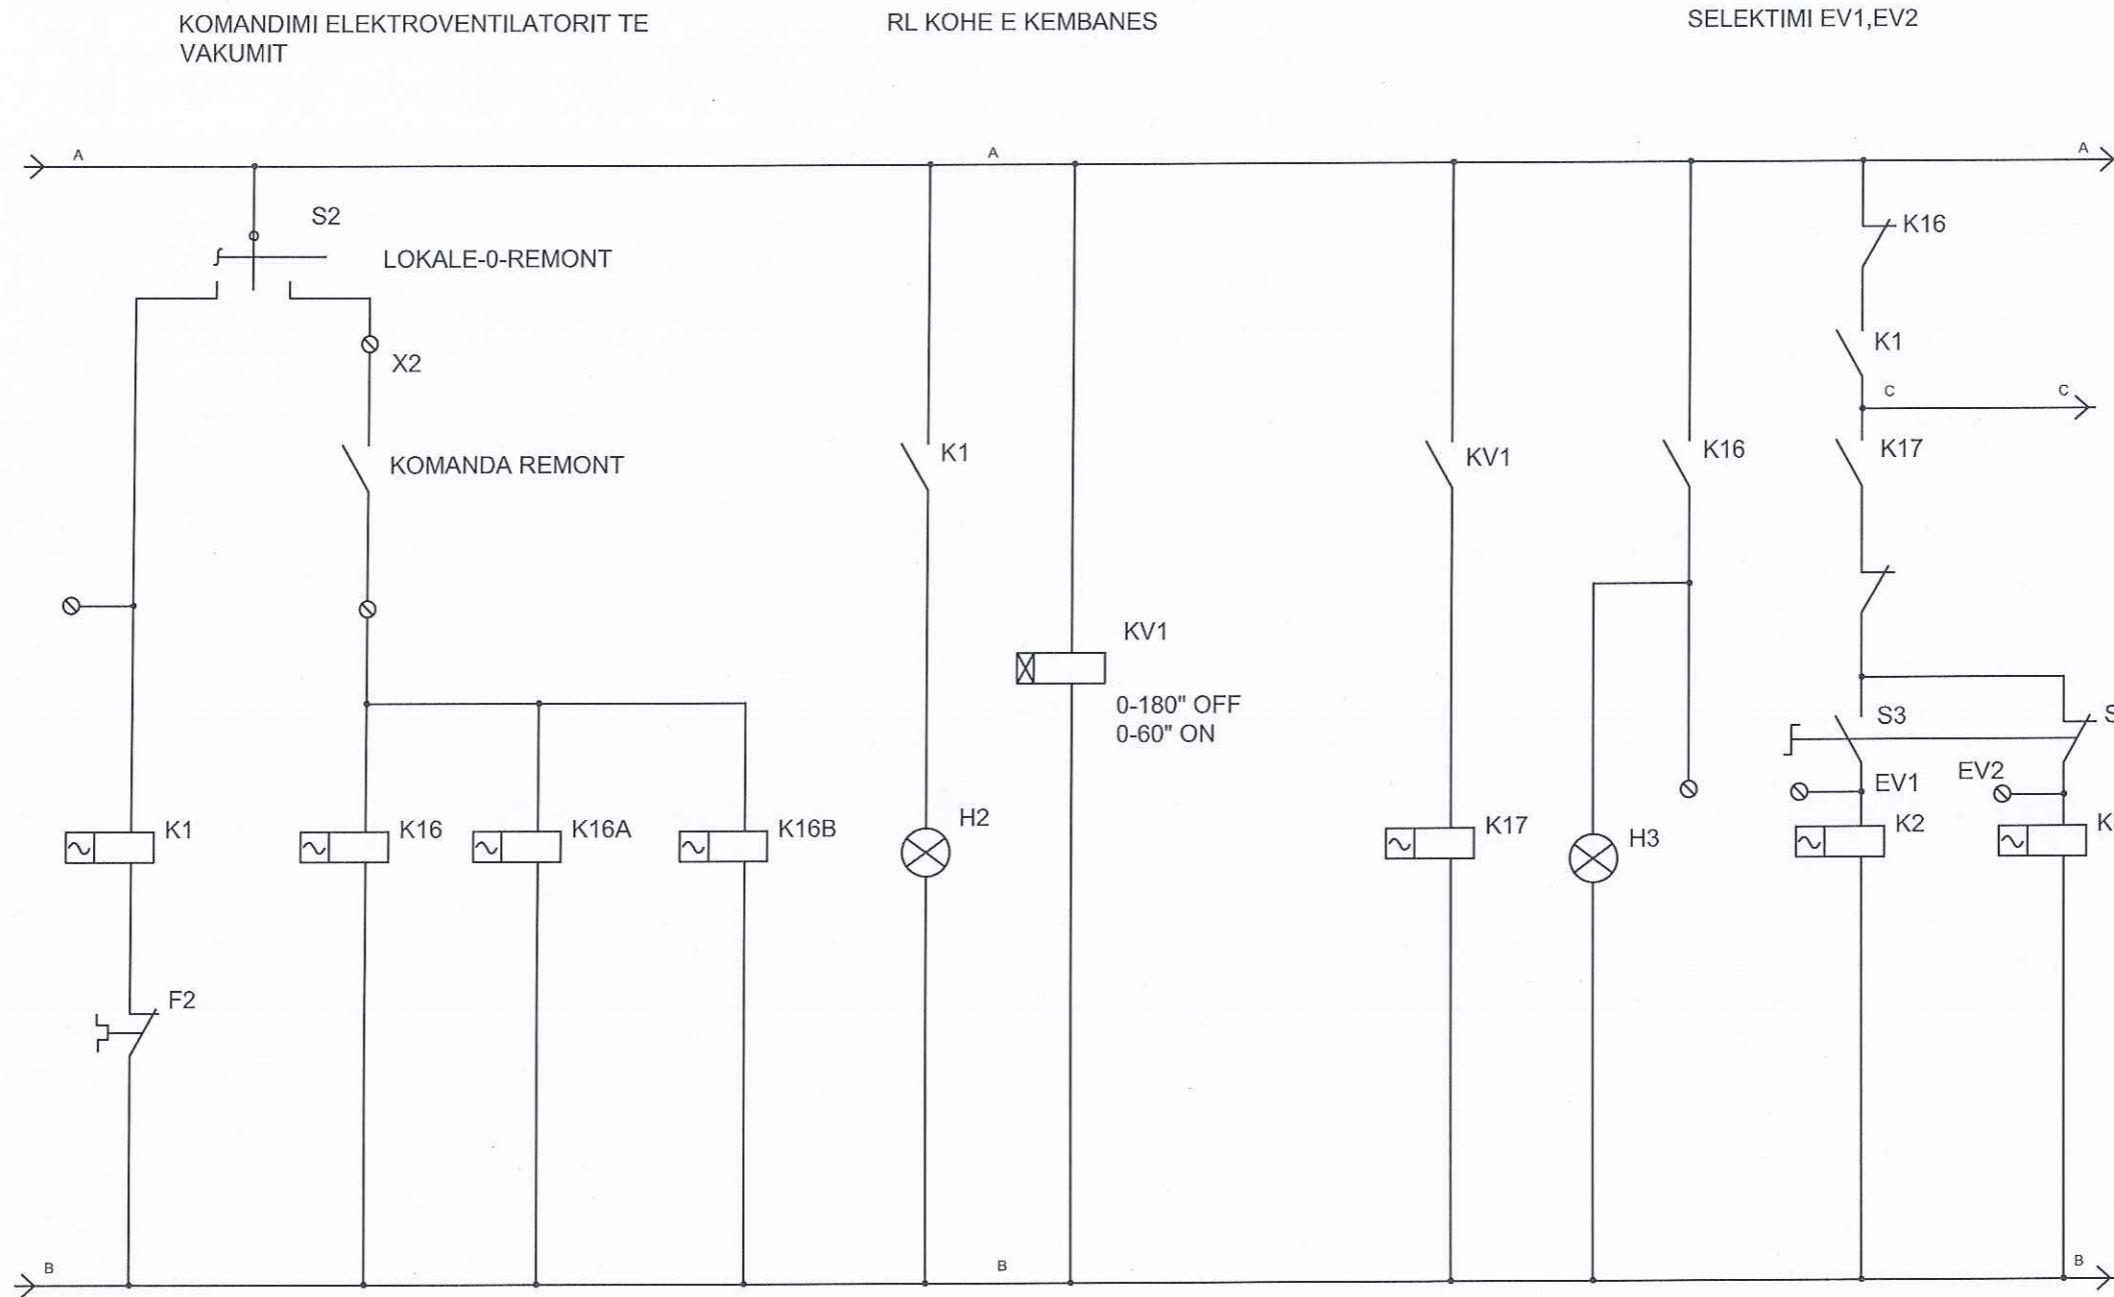 KOMANDIMI ELEKTROVENTILATORIT TE
VAKUMIT
RL KOHE E KEMBANES
SELEKTIMI EV1,EV2
A
A
A
S2
LOKALE-0-REMONT
X2
KOMANDA REMONT
K1
KV1
K16
K16
K1
C
C
K17
KV1
0-180" OFF
0-60" ON
S3
S
EV1
EV2
K1
K16
K16A
K16B
H2
K17
H3
K2
K
F2
B
B
B